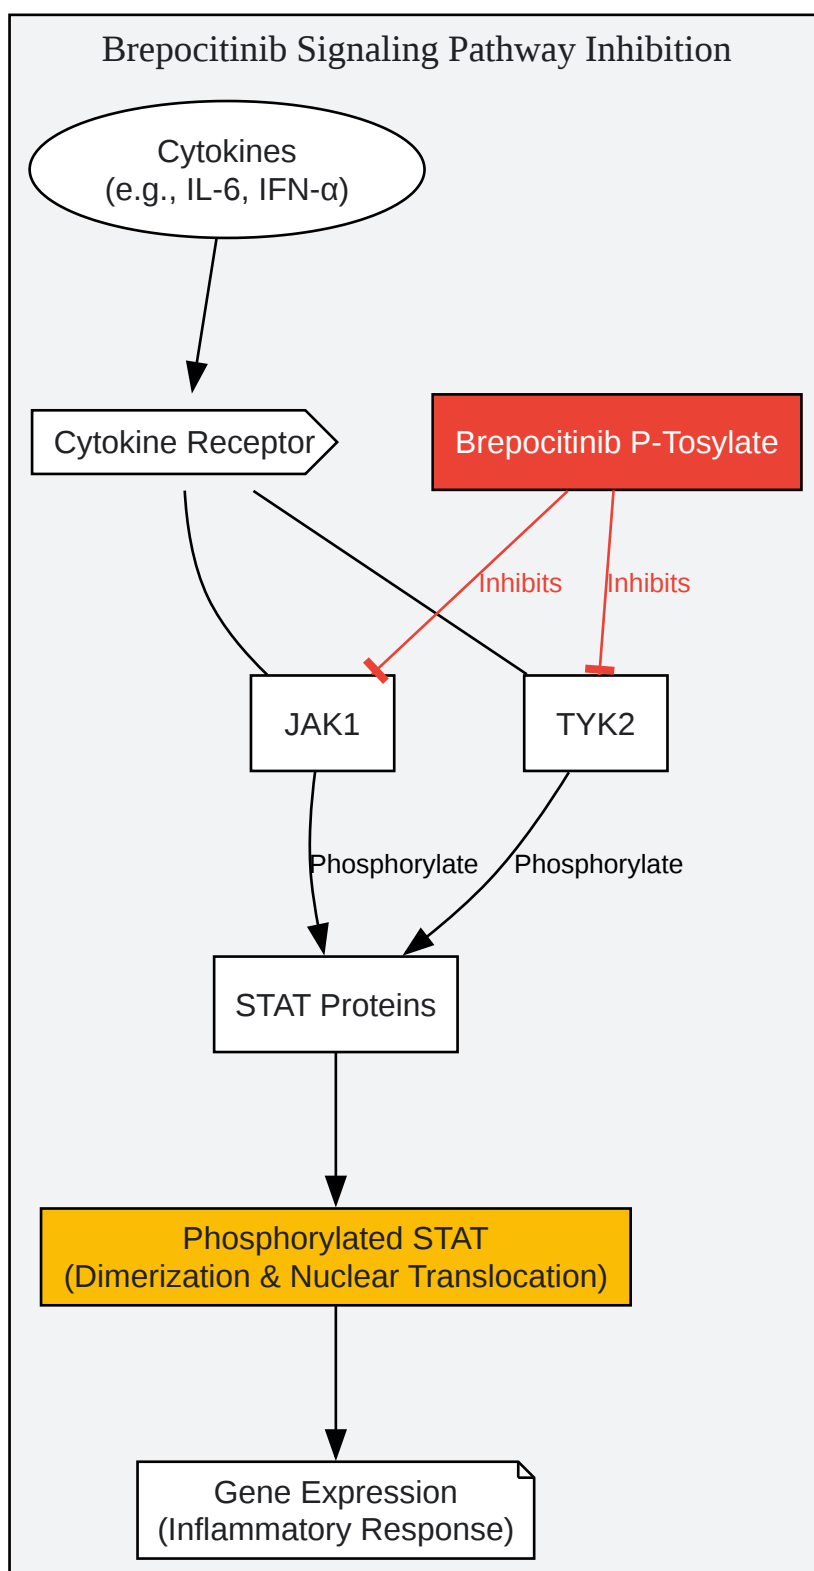 Brepocitinib Signaling Pathway Inhibition
Cytokines
(e.g., IL-6, IFN-α)
Cytokine Receptor
Brepocitinib P-Tosylate
Inhibits
Inhibits
JAK1
TYK2
Phosphorylate
Phosphorylate
STAT Proteins
Phosphorylated STAT
(Dimerization & Nuclear Translocation)
Gene Expression
(Inflammatory Response)